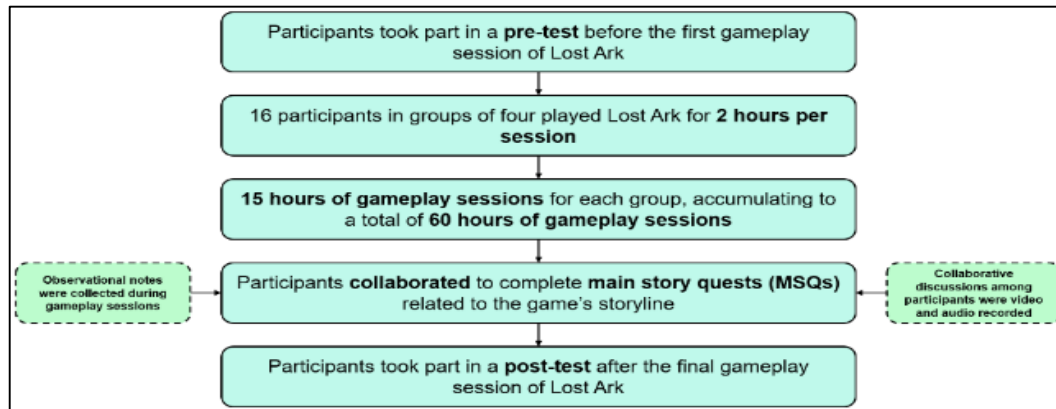 Participants took part in a pre-test before the first gameplay
session of Lost Ark
16 participants in groups of four played Lost Ark for 2 hours per
session
15 hours of gameplay sessions for each group, accumulating to
a total of 60 hours of gameplay sessions
Observational notes
were collected during
gameplay sessions
Participants collaborated to complete main story quests (MSQs)
related to the game's storyline
Collaborative
discussions among
participants were video
and audio recorded
Participants took part in a post-test after the final gameplay
session of Lost Ark